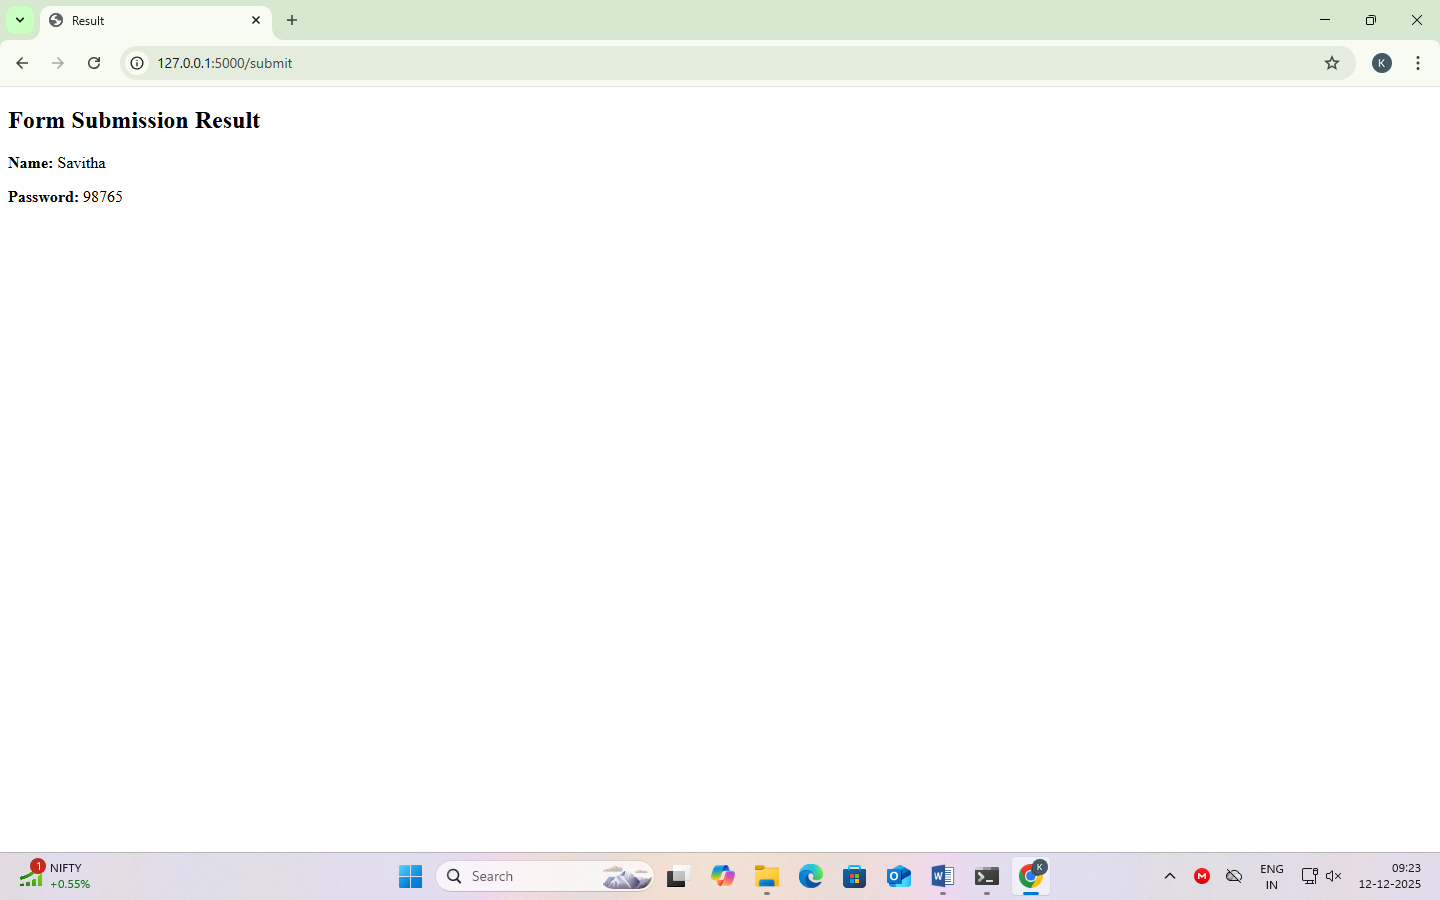 Result
127.0.0.1:5000/submit
K
Form Submission Result
Name: Savitha
Password: 98765
1
NIFTY
+0.55%
Search
K
M
ENG
IN
09:23
12-12-2025